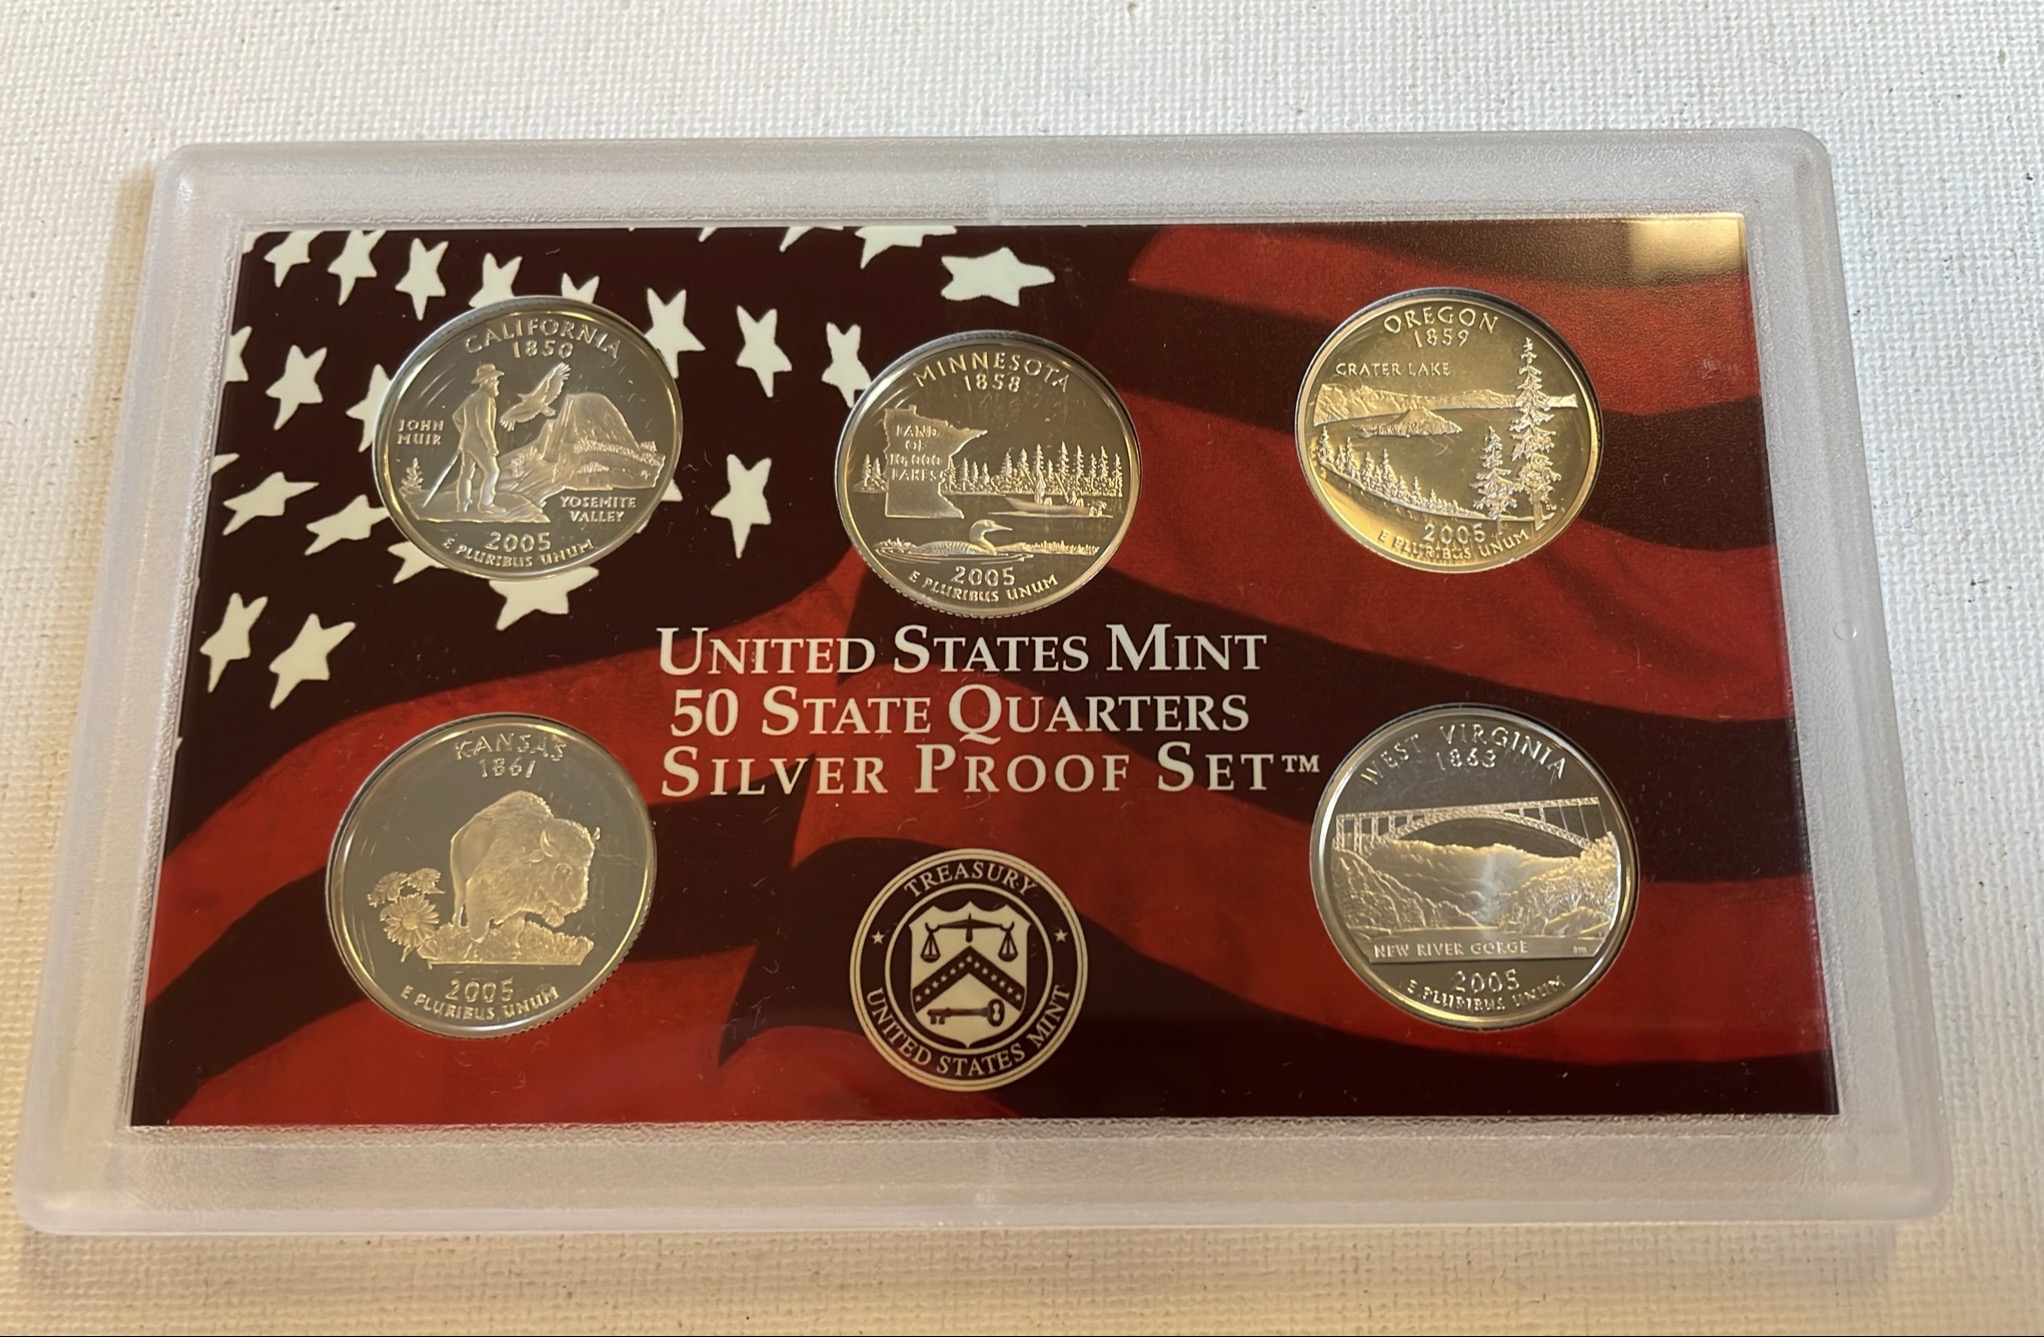 CALIFORNIA
1850
JOHN
MUIR
YOSEMITE
VALLEY
2005
E PLURIBUS UNUM
MINNESOTA
1858
LAND
OF
10,000
LAKES
2005
E PLURIBUS UNUM
OREGON
1859
CRATER LAKE
2005
E PLURIBUS UNUM
UNITED STATES MINT
50 STATE QUARTERS
SILVER PROOF SET™
KANSAS
1861
2005
E PLURIBUS UNUM
TREASURY
UNITED STATES MINT
WEST VIRGINIA
1863
NEW RIVER GORGE
2005
E PLURIBUS UNUM